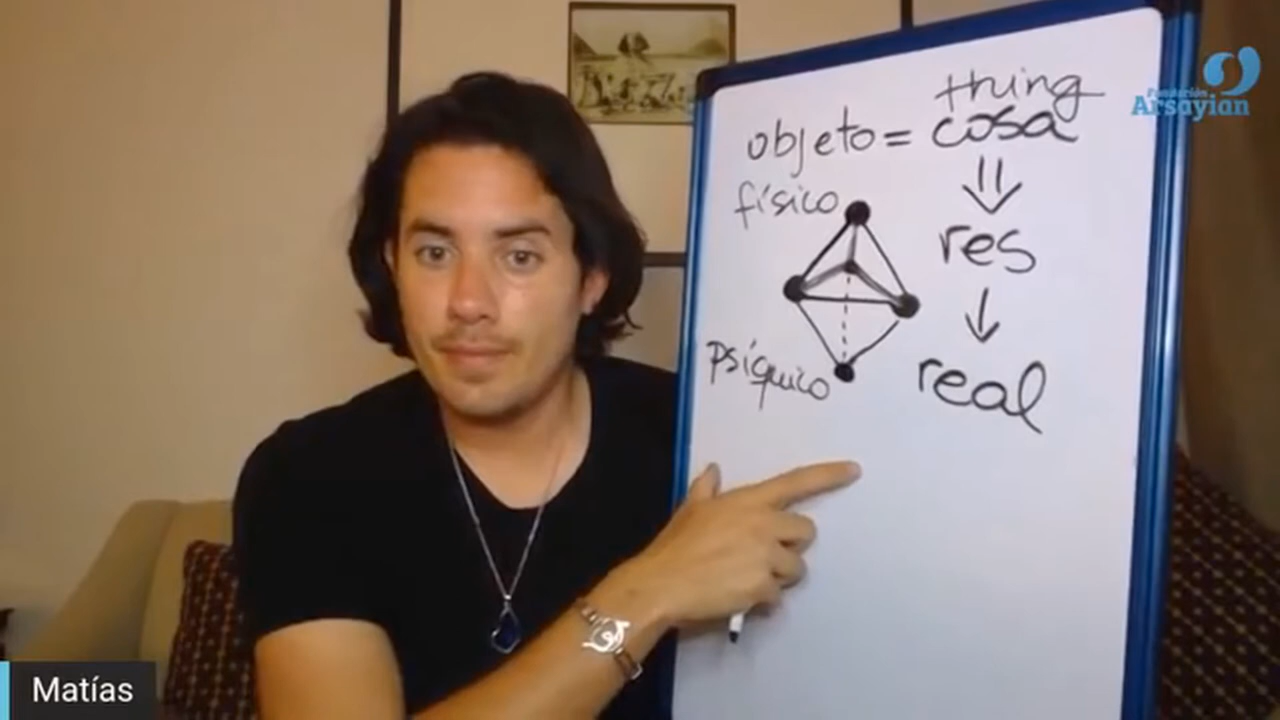 thing
objeto = cosa
físico
⇓
res
↓
psíquico
real
Fundación
Arsayian
Matías